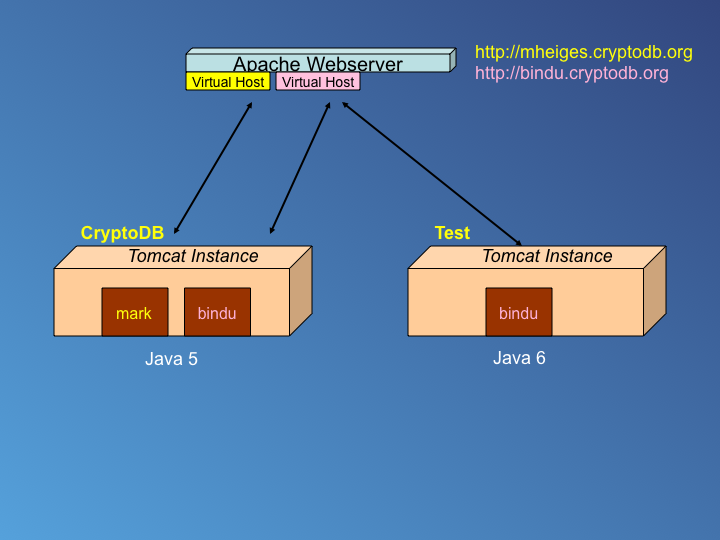 Apache Webserver
Virtual Host
Virtual Host
http://mheiges.cryptodb.org
http://bindu.cryptodb.org
CryptoDB
Tomcat Instance
mark
bindu
Java 5
Test
Tomcat Instance
bindu
Java 6